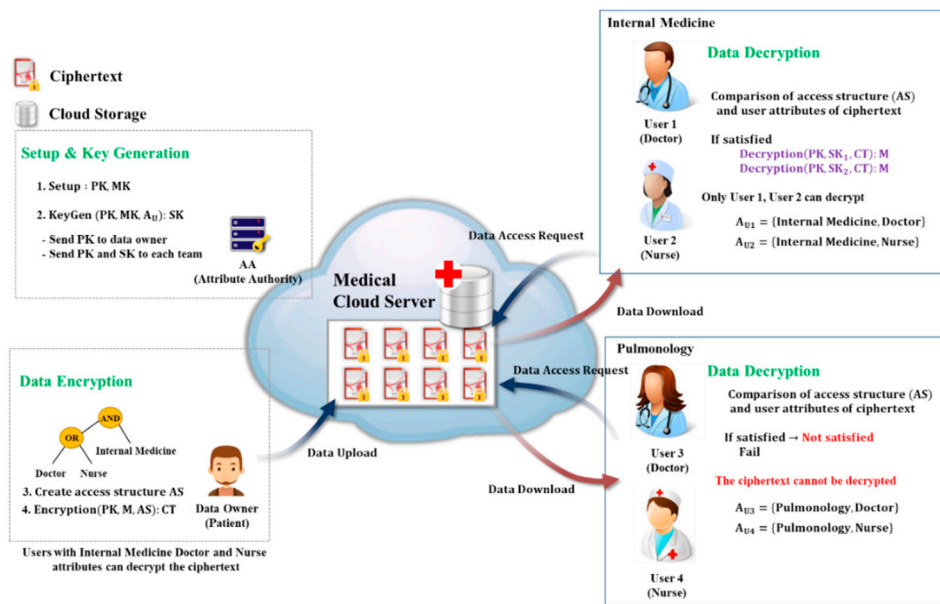 Ciphertext
Cloud Storage
Setup & Key Generation
1. Setup : PK, MK
2. KeyGen (PK, MK, A_U): SK
- Send PK to data owner
- Send PK and SK to each team
AA
(Attribute Authority)
Data Encryption
AND
OR
Internal Medicine
Doctor
Nurse
3. Create access structure AS
4. Encryption(PK, M, AS): CT
Data Owner
(Patient)
Users with Internal Medicine Doctor and Nurse
attributes can decrypt the ciphertext
Medical
Cloud Server
Data Upload
Data Access Request
Data Download
Data Access Request
Data Download
Internal Medicine
Data Decryption
User 1
(Doctor)
User 2
(Nurse)
Comparison of access structure (AS)
and user attributes of ciphertext
If satisfied
Decryption(PK, SK₁, CT): M
Decryption(PK, SK₂, CT): M
Only User 1, User 2 can decrypt
A_U1 = {Internal Medicine, Doctor}
A_U2 = {Internal Medicine, Nurse}
Pulmonology
Data Decryption
User 3
(Doctor)
User 4
(Nurse)
Comparison of access structure (AS)
and user attributes of ciphertext
If satisfied → Not satisfied
Fail
The ciphertext cannot be decrypted
A_U3 = {Pulmonology, Doctor}
A_U4 = {Pulmonology, Nurse}